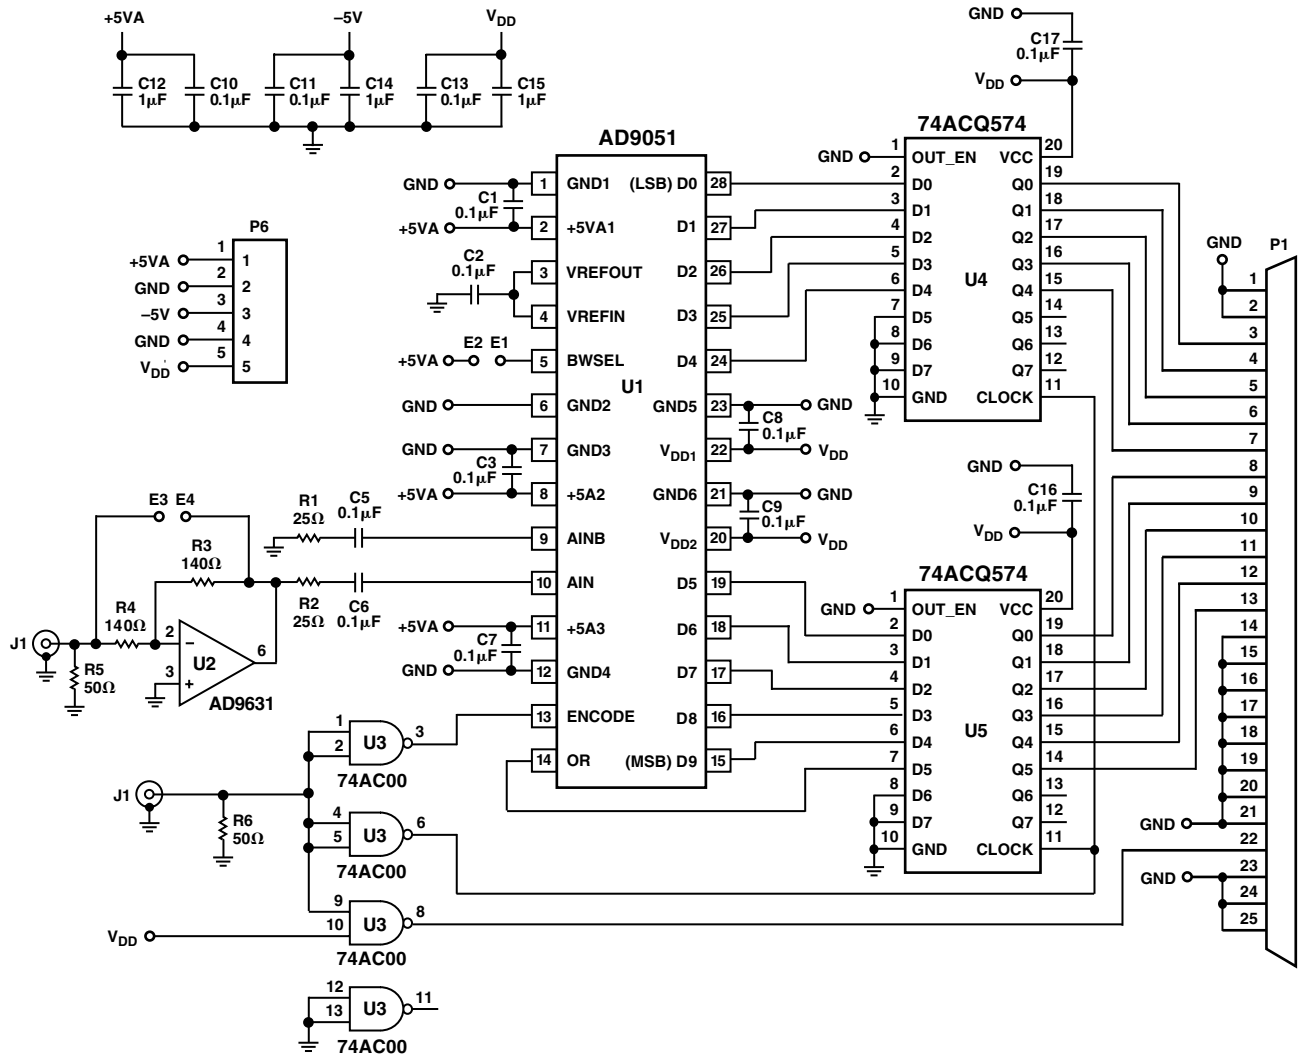 +5VA
–5V
VDD
C12
1μF
C10
0.1μF
C11
0.1μF
C14
1μF
C13
0.1μF
C15
1μF
GND
C17
0.1μF
VDD
P6
+5VA 1 1
GND 2 2
–5V 3 3
GND 4 4
VDD 5 5
AD9051
U1
GND 1 GND1
C1
0.1μF
+5VA 2 +5VA1
C2
0.1μF
3 VREFOUT
4 VREFIN
+5VA E2 E1 5 BWSEL
GND 6 GND2
GND 7 GND3
C3
0.1μF
+5VA 8 +5A2
R1
25Ω
C5
0.1μF
9 AINB
10 AIN
R2
25Ω
C6
0.1μF
+5VA 11 +5A3
C7
0.1μF
GND 12 GND4
13 ENCODE
14 OR
(LSB) D0 28
D1 27
D2 26
D3 25
D4 24
GND5 23 GND
C8
0.1μF
VDD1 22 VDD
GND6 21 GND
C9
0.1μF
VDD2 20 VDD
D5 19
D6 18
D7 17
D8 16
(MSB) D9 15
E3 E4
R3
140Ω
R4
140Ω
J1
R5
50Ω
2 –
3 +
U2
6
AD9631
J1
R6
50Ω
1
2
U3
3
74AC00
4
5
U3
6
74AC00
9
10
U3
8
74AC00
VDD
12
13
U3
11
74AC00
74ACQ574
U4
GND 1 OUT_EN VCC 20
2 D0 Q0 19
3 D1 Q1 18
4 D2 Q2 17
5 D3 Q3 16
6 D4 Q4 15
7 D5 Q5 14
8 D6 Q6 13
9 D7 Q7 12
10 GND CLOCK 11
GND
C16
0.1μF
VDD
74ACQ574
U5
GND 1 OUT_EN VCC 20
2 D0 Q0 19
3 D1 Q1 18
4 D2 Q2 17
5 D3 Q3 16
6 D4 Q4 15
7 D5 Q5 14
8 D6 Q6 13
9 D7 Q7 12
10 GND CLOCK 11
P1
GND
1
2
3
4
5
6
7
8
9
10
11
12
13
14
15
16
17
18
19
20
GND 21
22
GND 23
24
25